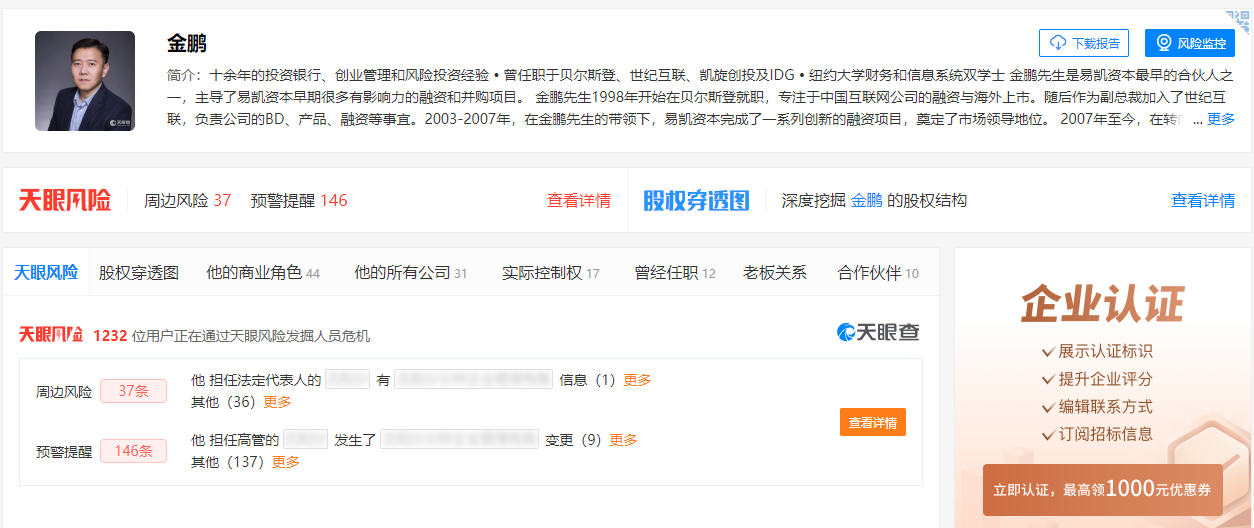 金鹏
下载报告
风险监控
简介：十余年的投资银行、创业管理和风险投资经验 • 曾任职于贝尔斯登、世纪互联、凯旋创投及IDG • 纽约大学财务和信息系统双学士 金鹏先生是易凯资本最早的合伙人之
一，主导了易凯资本早期很多有影响力的融资和并购项目。 金鹏先生1998年开始在贝尔斯登就职，专注于中国互联网公司的融资与海外上市。随后作为副总裁加入了世纪互
联，负责公司的BD、产品、融资等事宜。2003-2007年，在金鹏先生的带领下，易凯资本完成了一系列创新的融资项目，奠定了市场领导地位。 2007年至今，在转 ... 更多
天眼查
天眼风险 周边风险 37 预警提醒 146 查看详情
股权穿透图 深度挖掘 金鹏 的股权结构 查看详情
天眼风险 股权穿透图 他的商业角色 44 他的所有公司 31 实际控制权 17 曾经任职 12 老板关系 合作伙伴 10
天眼风险 1232 位用户正在通过天眼风险发掘人员危机
天眼查
周边风险 37条
他 担任法定代表人的 有 信息（1）更多
其他（36）更多
查看详情
预警提醒 146条
他 担任高管的 发生了 变更（9）更多
其他（137）更多
企业认证
展示认证标识
提升企业评分
编辑联系方式
订阅招标信息
立即认证，最高领1000元优惠券